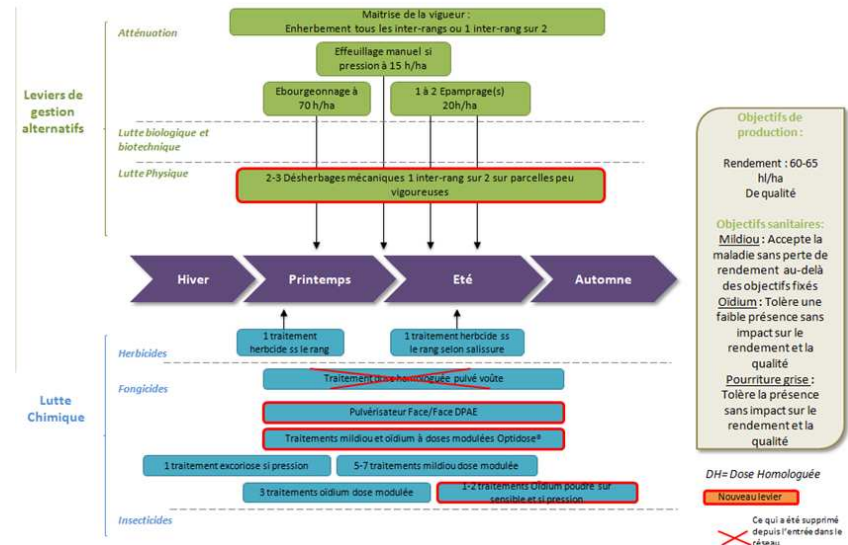 Atténuation
Maitrise de la vigueur :
Enherbement tous les inter-rangs ou 1 inter-rang sur 2
Effeuillage manuel si
pression à 15 h/ha
Leviers de
gestion
alternatifs
Ebourgeonnage à
70 h/ha
1 à 2 Epamprage(s)
20h/ha
Lutte biologique et
biotechnique
Lutte Physique
2-3 Désherbages mécaniques 1 inter-rang sur 2 sur parcelles peu
vigoureuses
Hiver
Printemps
Eté
Automne
Herbicides
1 traitement
herbicide ss le rang
1 traitement herbcide ss
le rang selon salissure
Fongicides
Lutte
Chimique
Traitement dose homologuée pulvé voûte
Pulvérisateur Face/Face DPAE
Traitements mildiou et oïdium à doses modulées Optidose®
1 traitement excoriose si pression
5-7 traitements mildiou dose modulée
3 traitements oïdium dose modulée
1-2 traitements Oïdium poudre sur
sensible et si pression
Insecticides
Objectifs de
production :
Rendement : 60-65
hl/ha
De qualité
Objectifs sanitaires:
Mildiou : Accepte la
maladie sans perte de
rendement au-delà
des objectifs fixés
Oïdium : Tolère une
faible présence sans
impact sur le
rendement et la
qualité
Pourriture grise :
Tolère la présence
sans impact sur le
rendement et la
qualité
DH= Dose Homologuée
Nouveau levier
Ce qui a été supprimé
depuis l'entrée dans le
réseau